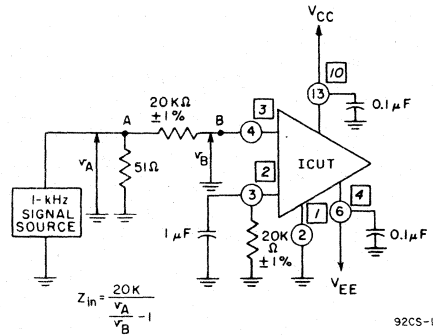 VCC
10
13
0.1μF
20KΩ
±1%
A
B
3
4
vA
51Ω
vB
ICUT
2
3
1-kHz
SIGNAL
SOURCE
1μF
20K
Ω
±1%
1
2
4
6
0.1μF
VEE
Zin = 20K / (vA/vB - 1)
92CS-